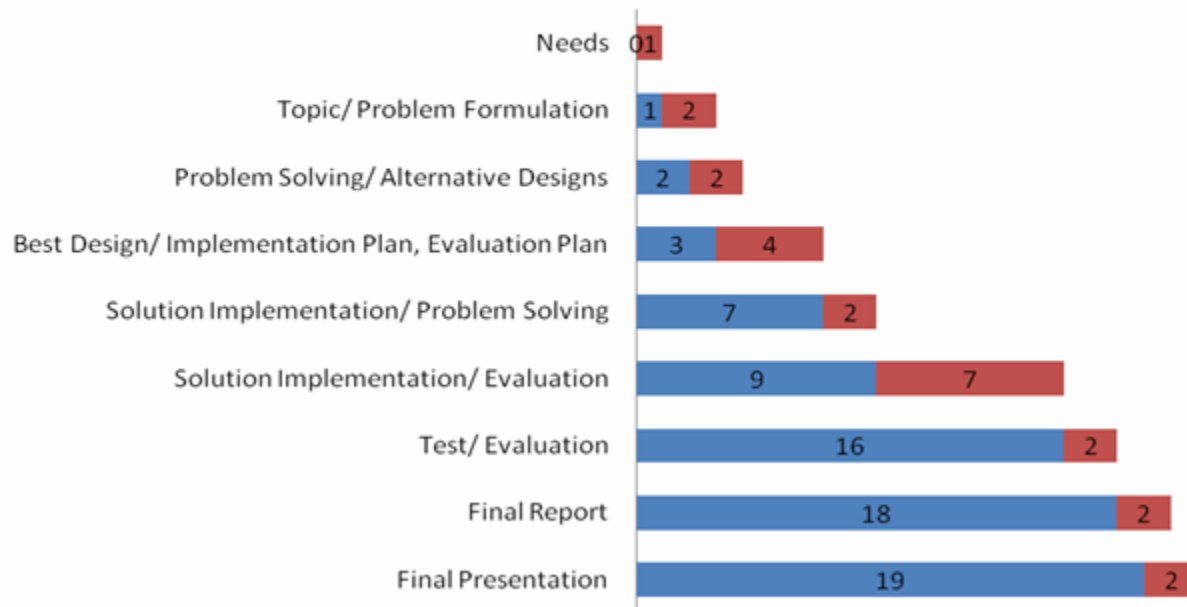 Needs 01
Topic/ Problem Formulation 1 2
Problem Solving/ Alternative Designs 2 2
Best Design/ Implementation Plan, Evaluation Plan 3 4
Solution Implementation/ Problem Solving 7 2
Solution Implementation/ Evaluation 9 7
Test/ Evaluation 16 2
Final Report 18 2
Final Presentation 19 2